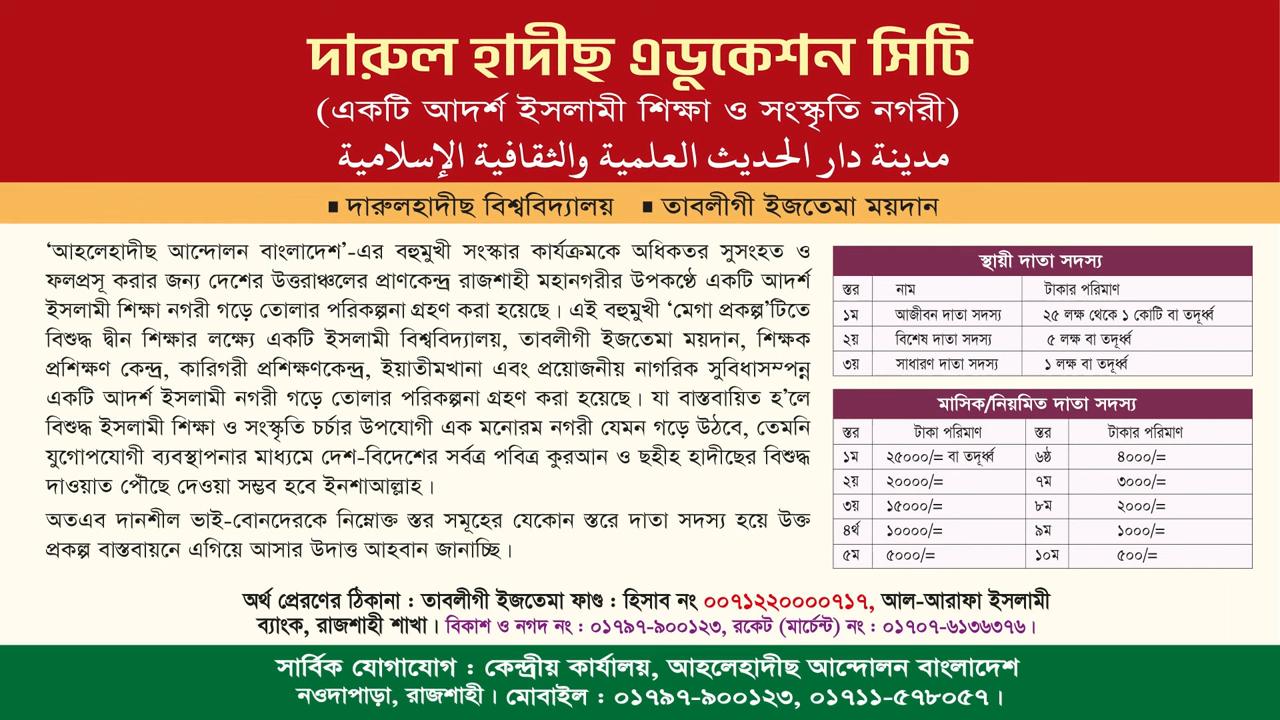 দারুল হাদীছ এডুকেশন সিটি
(একটি আদর্শ ইসলামী শিক্ষা ও সংস্কৃতি নগরী)
مدينة دار الحديث العلمية والثقافية الإسلامية
▪ দারুলহাদীছ বিশ্ববিদ্যালয় ▪ তাবলীগী ইজতেমা ময়দান
‘আহলেহাদীছ আন্দোলন বাংলাদেশ’-এর বহুমুখী সংস্কার কার্যক্রমকে অধিকতর সুসংহত ও
ফলপ্রসূ করার জন্য দেশের উত্তরাঞ্চলের প্রাণকেন্দ্র রাজশাহী মহানগরীর উপকণ্ঠে একটি আদর্শ
ইসলামী শিক্ষা নগরী গড়ে তোলার পরিকল্পনা গ্রহণ করা হয়েছে। এই বহুমুখী ‘মেগা প্রকল্প’টিতে
বিশুদ্ধ দ্বীন শিক্ষার লক্ষ্যে একটি ইসলামী বিশ্ববিদ্যালয়, তাবলীগী ইজতেমা ময়দান, শিক্ষক
প্রশিক্ষণ কেন্দ্র, কারিগরী প্রশিক্ষণকেন্দ্র, ইয়াতীমখানা এবং প্রয়োজনীয় নাগরিক সুবিধাসম্পন্ন
একটি আদর্শ ইসলামী নগরী গড়ে তোলার পরিকল্পনা গ্রহণ করা হয়েছে। যা বাস্তবায়িত হ’লে
বিশুদ্ধ ইসলামী শিক্ষা ও সংস্কৃতি চর্চার উপযোগী এক মনোরম নগরী যেমন গড়ে উঠবে, তেমনি
যুগোপযোগী ব্যবস্থাপনার মাধ্যমে দেশ-বিদেশের সর্বত্র পবিত্র কুরআন ও ছহীহ হাদীছের বিশুদ্ধ
দাওয়াত পৌঁছে দেওয়া সম্ভব হবে ইনশাআল্লাহ।
অতএব দানশীল ভাই-বোনদেরকে নিম্নোক্ত স্তর সমূহের যেকোন স্তরে দাতা সদস্য হয়ে উক্ত
প্রকল্প বাস্তবায়নে এগিয়ে আসার উদাত্ত আহবান জানাচ্ছি।
স্থায়ী দাতা সদস্য
স্তর নাম টাকার পরিমাণ
১ম আজীবন দাতা সদস্য ২৫ লক্ষ থেকে ১ কোটি বা তদূর্ধ্ব
২য় বিশেষ দাতা সদস্য ৫ লক্ষ বা তদূর্ধ্ব
৩য় সাধারণ দাতা সদস্য ১ লক্ষ বা তদূর্ধ্ব
মাসিক/নিয়মিত দাতা সদস্য
স্তর টাকা পরিমাণ স্তর টাকার পরিমাণ
১ম ২৫০০০/= বা তদূর্ধ্ব ৬ষ্ঠ ৪০০০/=
২য় ২০০০০/= ৭ম ৩০০০/=
৩য় ১৫০০০/= ৮ম ২০০০/=
৪র্থ ১০০০০/= ৯ম ১০০০/=
৫ম ৫০০০/= ১০ম ৫০০/=
অর্থ প্রেরণের ঠিকানা : তাবলীগী ইজতেমা ফাণ্ড : হিসাব নং ০০৭১২২০০০০৭১৭, আল-আরাফা ইসলামী
ব্যাংক, রাজশাহী শাখা। বিকাশ ও নগদ নং : ০১৭৯৭-৯০০১২৩, রকেট (মার্চেন্ট) নং : ০১৭০৭-৬১৩৬৩৭৬।
সার্বিক যোগাযোগ : কেন্দ্রীয় কার্যালয়, আহলেহাদীছ আন্দোলন বাংলাদেশ
নওদাপাড়া, রাজশাহী। মোবাইল : ০১৭৯৭-৯০০১২৩, ০১৭১১-৫৭৮০৫৭।